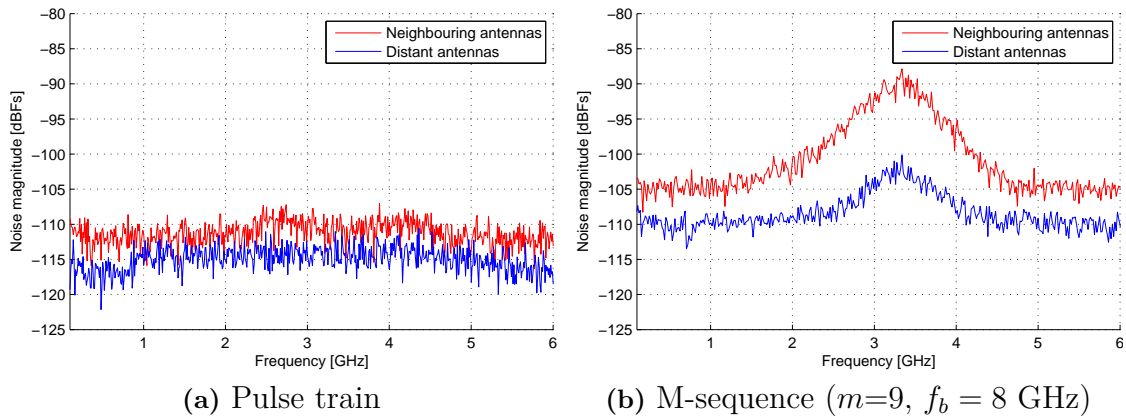 −80
−85
−90
−95
−100
−105
−110
−115
−120
−125
Noise magnitude [dBFs]
Neighbouring antennas
Distant antennas
1 2 3 4 5 6
Frequency [GHz]
(a) Pulse train
−80
−85
−90
−95
−100
−105
−110
−115
−120
−125
Noise magnitude [dBFs]
Neighbouring antennas
Distant antennas
1 2 3 4 5 6
Frequency [GHz]
(b) M-sequence (m=9, f_b = 8 GHz)